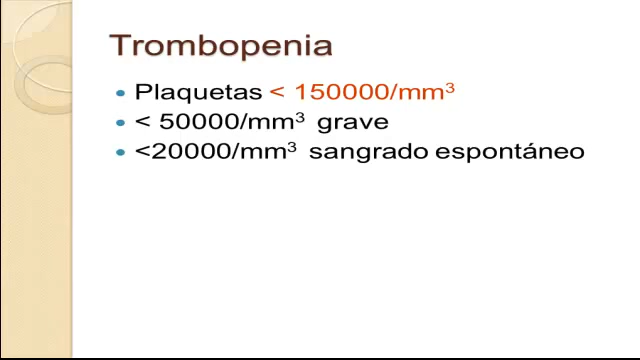 Trombopenia
• Plaquetas < 150000/mm³
• < 50000/mm³ grave
• <20000/mm³ sangrado espontáneo